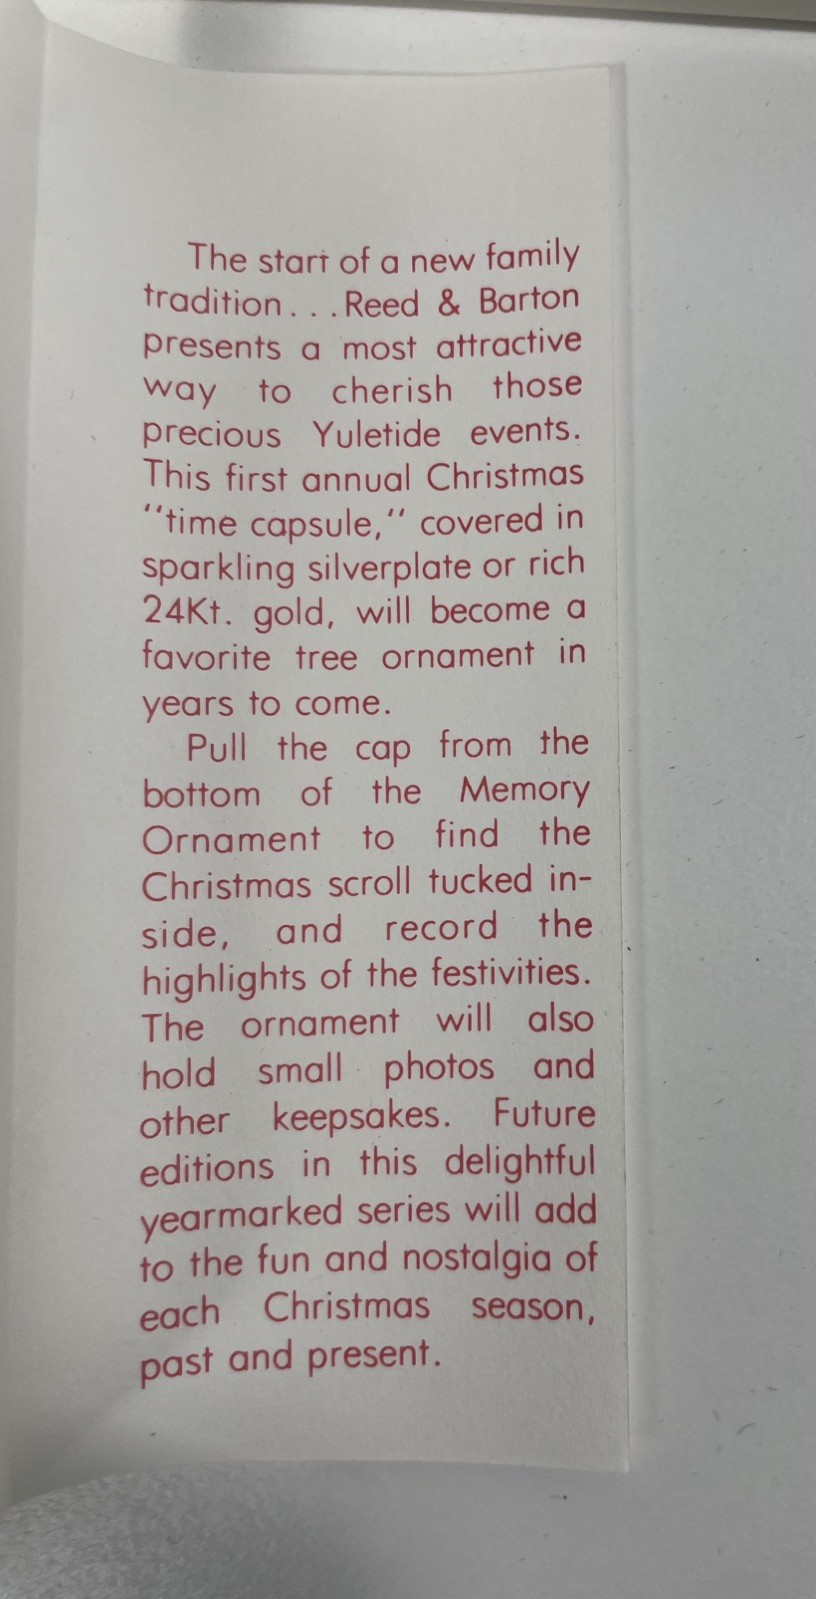 The start of a new family
tradition...Reed & Barton
presents a most attractive
way to cherish those
precious Yuletide events.
This first annual Christmas
''time capsule,'' covered in
sparkling silverplate or rich
24Kt. gold, will become a
favorite tree ornament in
years to come.
Pull the cap from the
bottom of the Memory
Ornament to find the
Christmas scroll tucked in-
side, and record the
highlights of the festivities.
The ornament will also
hold small photos and
other keepsakes. Future
editions in this delightful
yearmarked series will add
to the fun and nostalgia of
each Christmas season,
past and present.